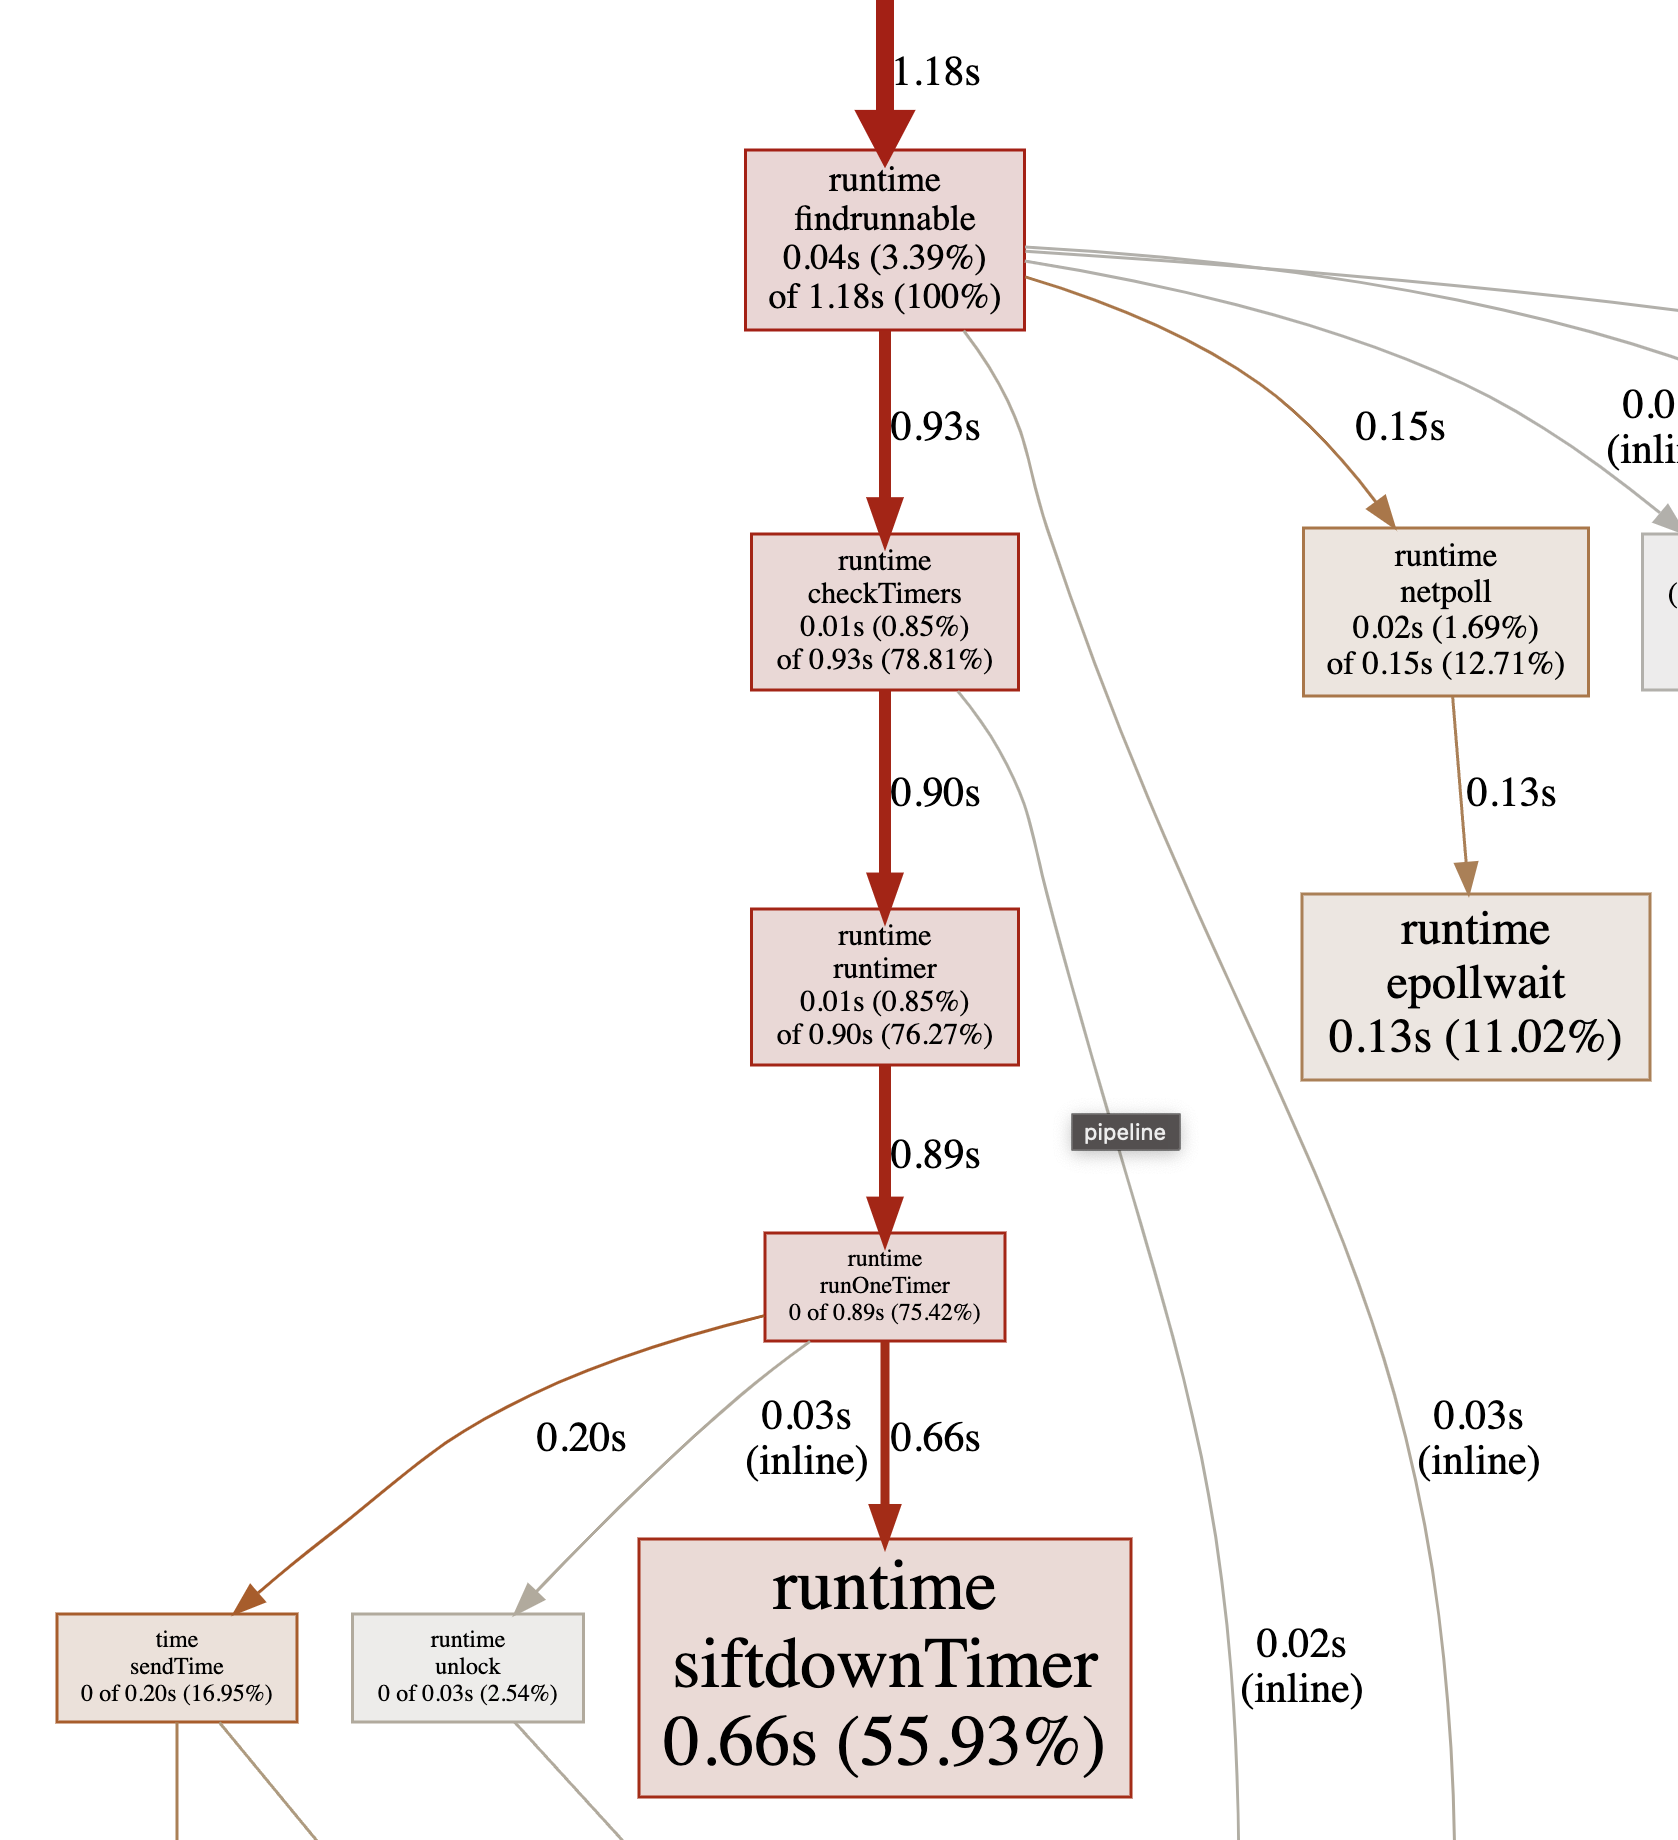 1.18s
runtime
findrunnable
0.04s (3.39%)
of 1.18s (100%)
0.93s
0.15s
0.0
(inli
runtime
checkTimers
0.01s (0.85%)
of 0.93s (78.81%)
runtime
netpoll
0.02s (1.69%)
of 0.15s (12.71%)
(
0.90s
0.13s
runtime
runtimer
0.01s (0.85%)
of 0.90s (76.27%)
runtime
epollwait
0.13s (11.02%)
pipeline
0.89s
runtime
runOneTimer
0 of 0.89s (75.42%)
0.20s
0.03s
(inline)
0.66s
0.03s
(inline)
time
sendTime
0 of 0.20s (16.95%)
runtime
unlock
0 of 0.03s (2.54%)
runtime
siftdownTimer
0.66s (55.93%)
0.02s
(inline)